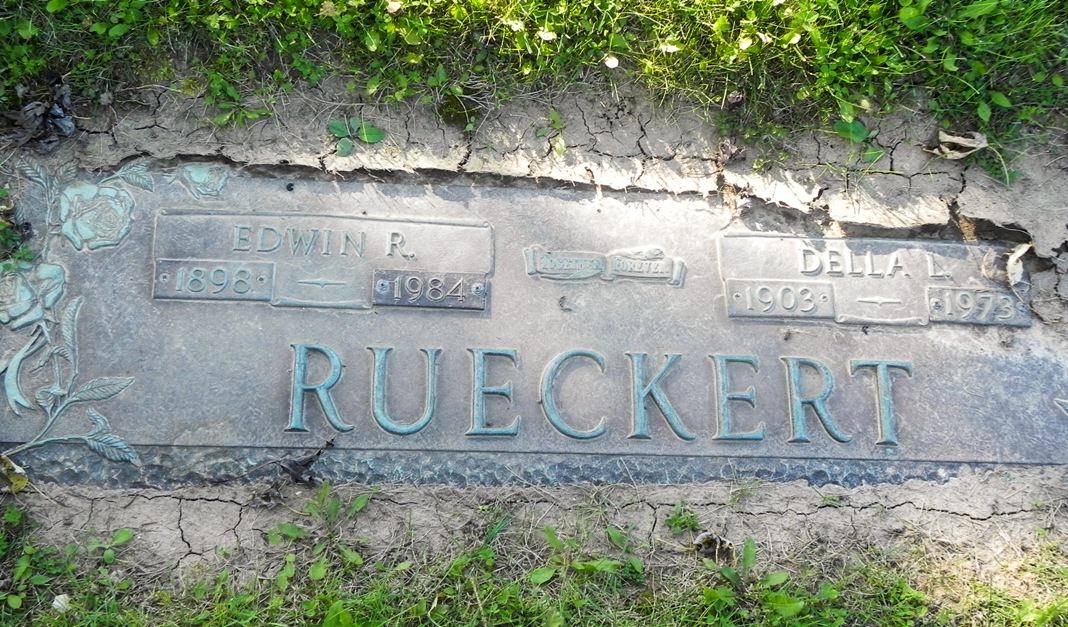 EDWIN R.
1898 - 1984
TOGETHER FOREVER
DELLA L.
1903 - 1973
RUECKERT